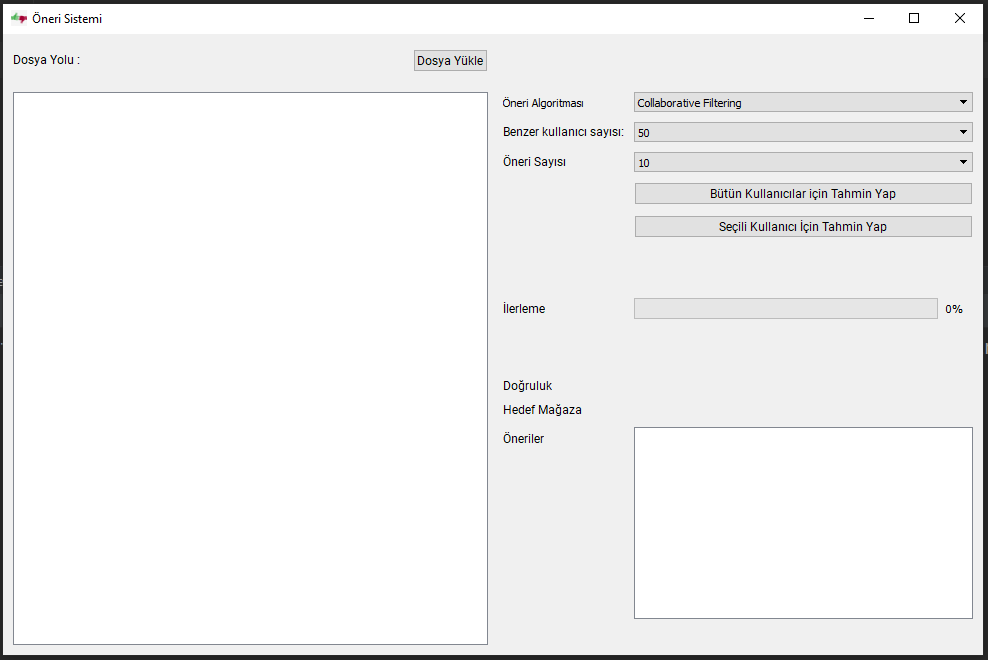 Öneri Sistemi
Dosya Yolu :
Dosya Yükle
Öneri Algoritması
Collaborative Filtering
Benzer kullanıcı sayısı:
50
Öneri Sayısı
10
Bütün Kullanıcılar için Tahmin Yap
Seçili Kullanıcı İçin Tahmin Yap
İlerleme
0%
Doğruluk
Hedef Mağaza
Öneriler